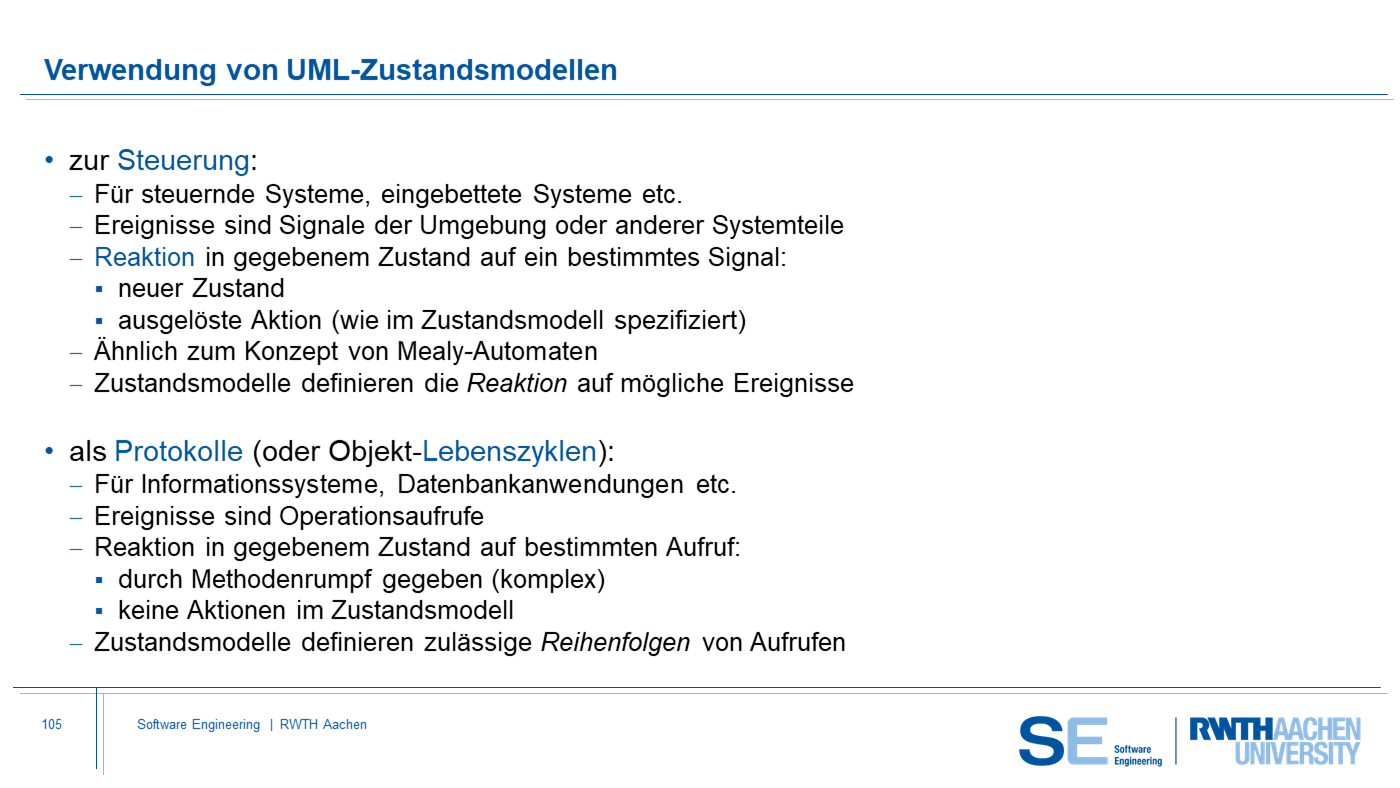 Verwendung von UML-Zustandsmodellen
• zur Steuerung:
– Für steuernde Systeme, eingebettete Systeme etc.
– Ereignisse sind Signale der Umgebung oder anderer Systemteile
– Reaktion in gegebenem Zustand auf ein bestimmtes Signal:
▪ neuer Zustand
▪ ausgelöste Aktion (wie im Zustandsmodell spezifiziert)
– Ähnlich zum Konzept von Mealy-Automaten
– Zustandsmodelle definieren die Reaktion auf mögliche Ereignisse
• als Protokolle (oder Objekt-Lebenszyklen):
– Für Informationssysteme, Datenbankanwendungen etc.
– Ereignisse sind Operationsaufrufe
– Reaktion in gegebenem Zustand auf bestimmten Aufruf:
▪ durch Methodenrumpf gegeben (komplex)
▪ keine Aktionen im Zustandsmodell
– Zustandsmodelle definieren zulässige Reihenfolgen von Aufrufen
105
Software Engineering | RWTH Aachen
SE Software
Engineering
RWTHAACHEN
UNIVERSITY